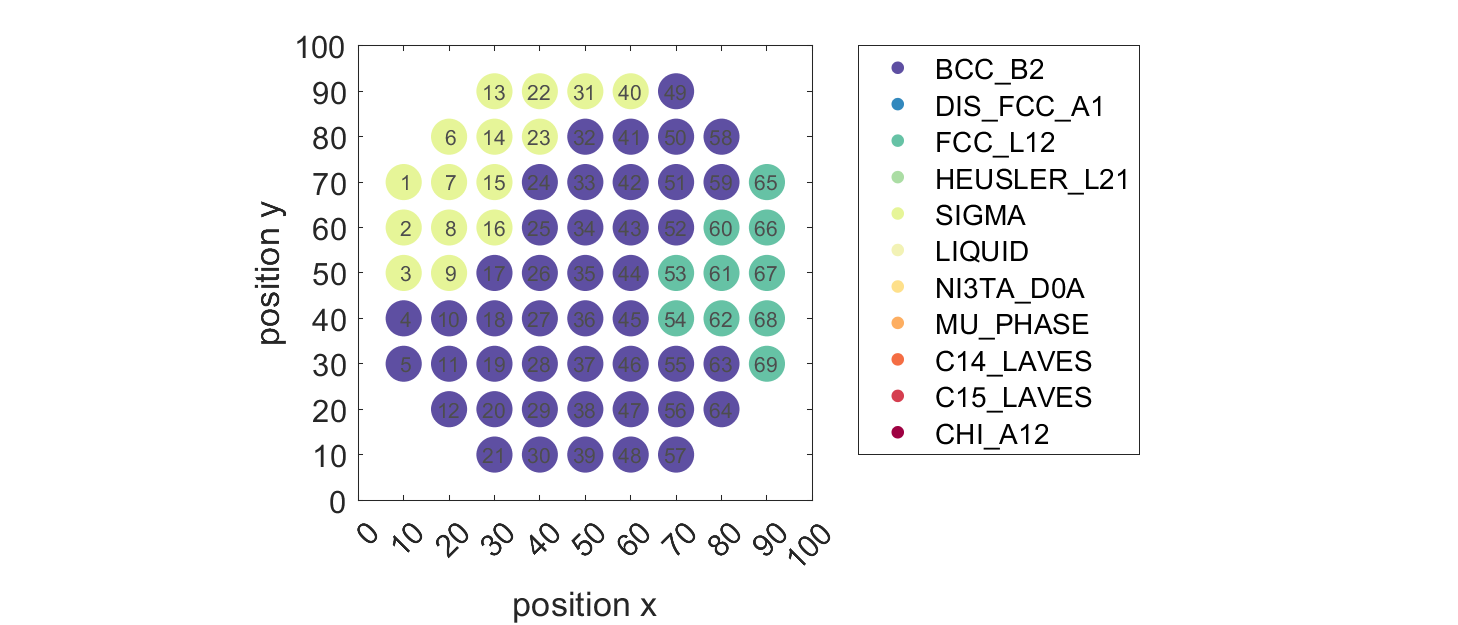 100
90
80
70
60
50
40
30
20
10
0
position y
13 22 31 40 49
6 14 23 32 41 50 58
1 7 15 24 33 42 51 59 65
2 8 16 25 34 43 52 60 66
3 9 17 26 35 44 53 61 67
4 10 18 27 36 45 54 62 68
5 11 19 28 37 46 55 63 69
12 20 29 38 47 56 64
21 30 39 48 57
0 10 20 30 40 50 60 70 80 90 100
position x
BCC_B2
DIS_FCC_A1
FCC_L12
HEUSLER_L21
SIGMA
LIQUID
NI3TA_D0A
MU_PHASE
C14_LAVES
C15_LAVES
CHI_A12